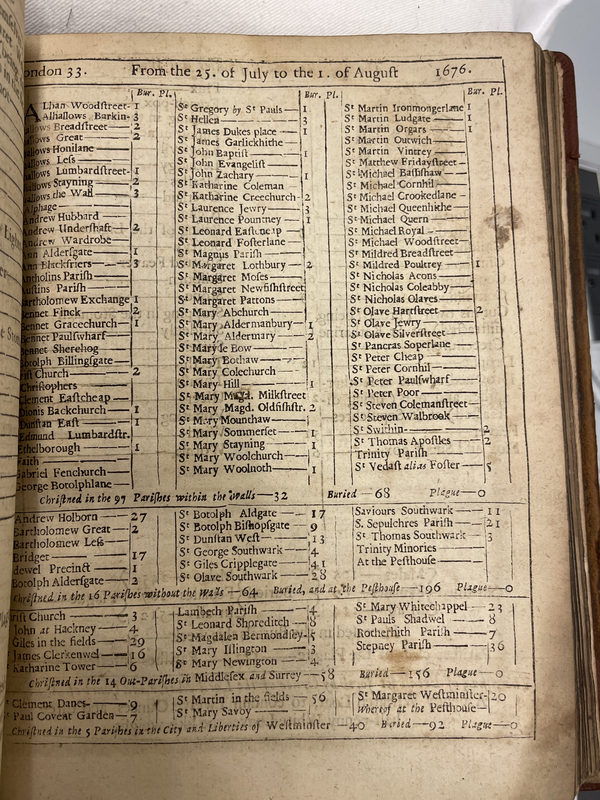 ondon 33. From the 25. of July to the 1. of Auguſt 1676.
Bur. Pl.
ALban Woodſtreet- 1
Alhallows Barkin- 3
allows Breadſtreet— 2
allows Great — 2
allows Honilane
allows Leſs
allows Lumbardſtreet- 1
allows Stayning — 2
allows the Wall — 3
lphage
Andrew Hubbard
Andrew Underſhaft — 2
Andrew Wardrobe
Ann Alderſgate — 1
Ann Blackfriers — 3
Antholins Pariſh
Auſtins Pariſh
Bartholomew Exchange 1
Bennet Finck — 2
Bennet Gracechurch — 1
Bennet Paulſwharf
Bennet Sherehog
Botolph Billingſgate
riſt Church — 2
Chriſtophers
Clement Eaſtcheap
Dionis Backchurch — 1
Dunſtan Eaſt — 1
Edmund Lumbardſtr.
Ethelborough — 1
Faith
Gabriel Fenchurch
George Botolphlane
Bur. Pl.
Sᵗ Gregory by Sᵗ Pauls — 1
Sᵗ Hellen — 3
Sᵗ James Dukes place — 1
Sᵗ James Garlickhithe
Sᵗ John Baptiſt — 1
Sᵗ John Evangeliſt
Sᵗ John Zachary — 1
Sᵗ Katharine Coleman
Sᵗ Katharine Creechurch- 2
Sᵗ Laurence Jewry — 3
Sᵗ Laurence Pountney — 1
Sᵗ Leonard Eaſtcheap
Sᵗ Leonard Foſterlane
Sᵗ Magnus Pariſh
Sᵗ Margaret Lothbury — 2
Sᵗ Margaret Moſes
Sᵗ Margaret Newfiſhſtreet
Sᵗ Margaret Pattons
Sᵗ Mary Abchurch
Sᵗ Mary Aldermanbury — 1
Sᵗ Mary Aldermary — 2
Sᵗ Mary le Bow
Sᵗ Mary Bothaw
Sᵗ Mary Colechurch
Sᵗ Mary Hill — 1
Sᵗ Mary Magd. Milkſtreet
Sᵗ Mary Magd. Oldfiſhſtr. 2
Sᵗ Mary Mounthaw
Sᵗ Mary Somerſet — 1
Sᵗ Mary Stayning — 1
Sᵗ Mary Woolchurch —
Sᵗ Mary Woolnoth — 1
Bur. Pl.
Sᵗ Martin Ironmongerlane 1
Sᵗ Martin Ludgate — 1
Sᵗ Martin Orgars — 1
Sᵗ Martin Outwich
Sᵗ Martin Vintrey
Sᵗ Matthew Fridayſtreet
Sᵗ Michael Baſſiſhaw
Sᵗ Michael Cornhil
Sᵗ Michael Crookedlane
Sᵗ Michael Queenhithe
Sᵗ Michael Quern
Sᵗ Michael Royal
Sᵗ Michael Woodſtreet
Sᵗ Mildred Breadſtreet
Sᵗ Mildred Poultrey — 1
Sᵗ Nicholas Acons
Sᵗ Nicholas Coleabby
Sᵗ Nicholas Olaves
Sᵗ Olave Hartſtreet — 2
Sᵗ Olave Jewry
Sᵗ Olave Silverſtreet
Sᵗ Pancras Soperlane
Sᵗ Peter Cheap
Sᵗ Peter Cornhil
Sᵗ Peter Paulſwharf
Sᵗ Peter Poor
Sᵗ Steven Colemanſtreet
Sᵗ Steven Walbrook
Sᵗ Swithin — 2
Sᵗ Thomas Apoſtles — 2
Trinity Pariſh
Sᵗ Vedaſt alias Foſter — 5
Chriſtned in the 97 Pariſhes within the Walls — 32 Buried — 68 Plague — 0
Andrew Holborn — 27
Bartholomew Great — 2
Bartholomew Leſs
Bridget — 17
dewel Precinct — 1
Botolph Alderſgate — 2
Sᵗ Botolph Aldgate — 17
Sᵗ Botolph Biſhopſgate 9
Sᵗ Dunſtan Weſt — 13
Sᵗ George Southwark — 4
Sᵗ Giles Cripplegate — 41
Sᵗ Olave Southwark — 28
Saviours Southwark — 11
S. Sepulchres Pariſh — 21
Sᵗ Thomas Southwark — 3
Trinity Minories
At the Peſthouſe
Chriſtned in the 16 Pariſhes without the Walls — 64 Buried, and at the Peſthouſe — 196 Plague — 0
riſt Church — 3
John at Hackney — 4
Giles in the fields — 29
James Clerkenwel — 16
Katharine Tower — 6
Lambeth Pariſh — 4
Sᵗ Leonard Shoreditch — 8
Sᵗ Magdalen Bermondſey- 5
Sᵗ Mary Iſlington — 3
Sᵗ Mary Newington — 4
Sᵗ Mary Whitechappel — 23
Sᵗ Pauls Shadwel — 8
Rotherhith Pariſh — 7
Stepney Pariſh — 36
Chriſtned in the 14 Out-Pariſhes in Middleſex and Surrey — 58 Buried — 156 Plague — 0
Clement Danes — 9
Paul Covent Garden — 7
Sᵗ Martin in the fields — 56
Sᵗ Mary Savoy
Sᵗ Margaret Weſtminſter- 20
Whereof at the Peſthouſe —
Chriſtned in the 5 Pariſhes in the City and Liberties of Weſtminſter — 40 Buried — 92 Plague — 0